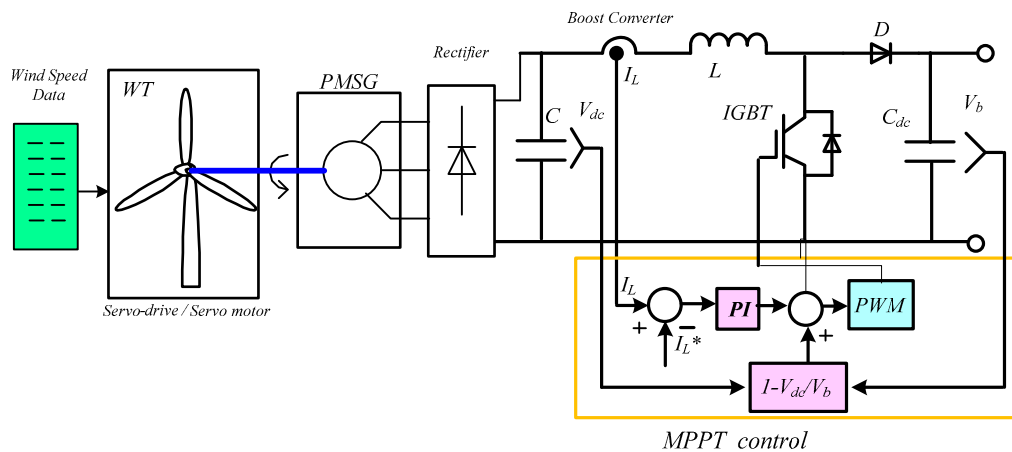 Boost Converter
Rectifier
D
Wind Speed
Data
WT
PMSG
I_L
L
C
V_dc
IGBT
C_dc
V_b
Servo-drive / Servo motor
I_L
+
−
I_L*
PI
+
PWM
1-V_dc/V_b
MPPT control